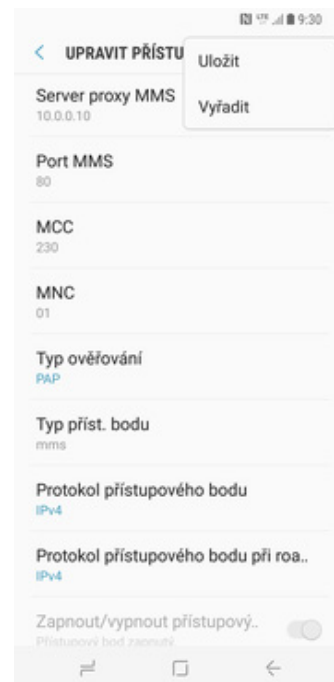 9:30
UPRAVIT PŘÍSTU
Uložit
Vyřadit
Server proxy MMS
10.0.0.10
Port MMS
80
MCC
230
MNC
01
Typ ověřování
PAP
Typ příst. bodu
mms
Protokol přístupového bodu
IPv4
Protokol přístupového bodu při roa..
IPv4
Zapnout/vypnout přístupový..
Přístupový bod zapnutý